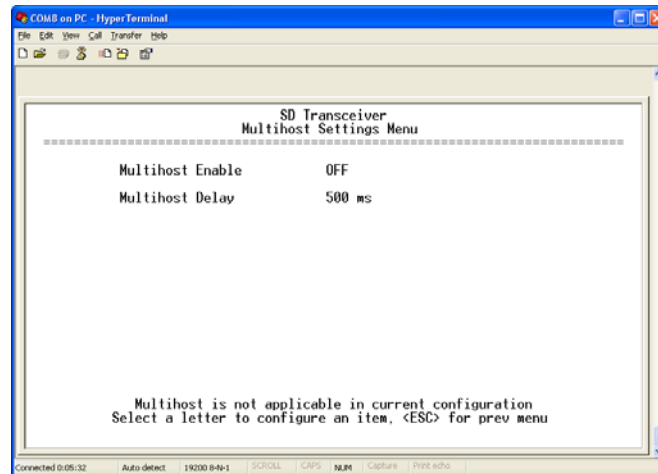 COM8 on PC - HyperTerminal
File Edit View Call Transfer Help
SD Transceiver
Multihost Settings Menu
==========================================================================
Multihost Enable OFF
Multihost Delay 500 ms
Multihost is not applicable in current configuration
Select a letter to configure an item, <ESC> for prev menu
Connected 0:05:32 Auto detect 19200 8-N-1 SCROLL CAPS NUM Capture Print echo